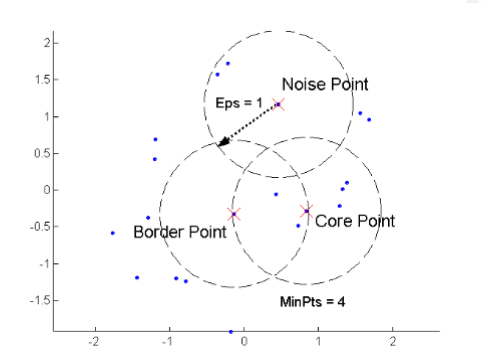 2
1.5
Noise Point
Eps = 1
1
0.5
0
-0.5
Border Point
Core Point
-1
MinPts = 4
-1.5
-2 -1 0 1 2